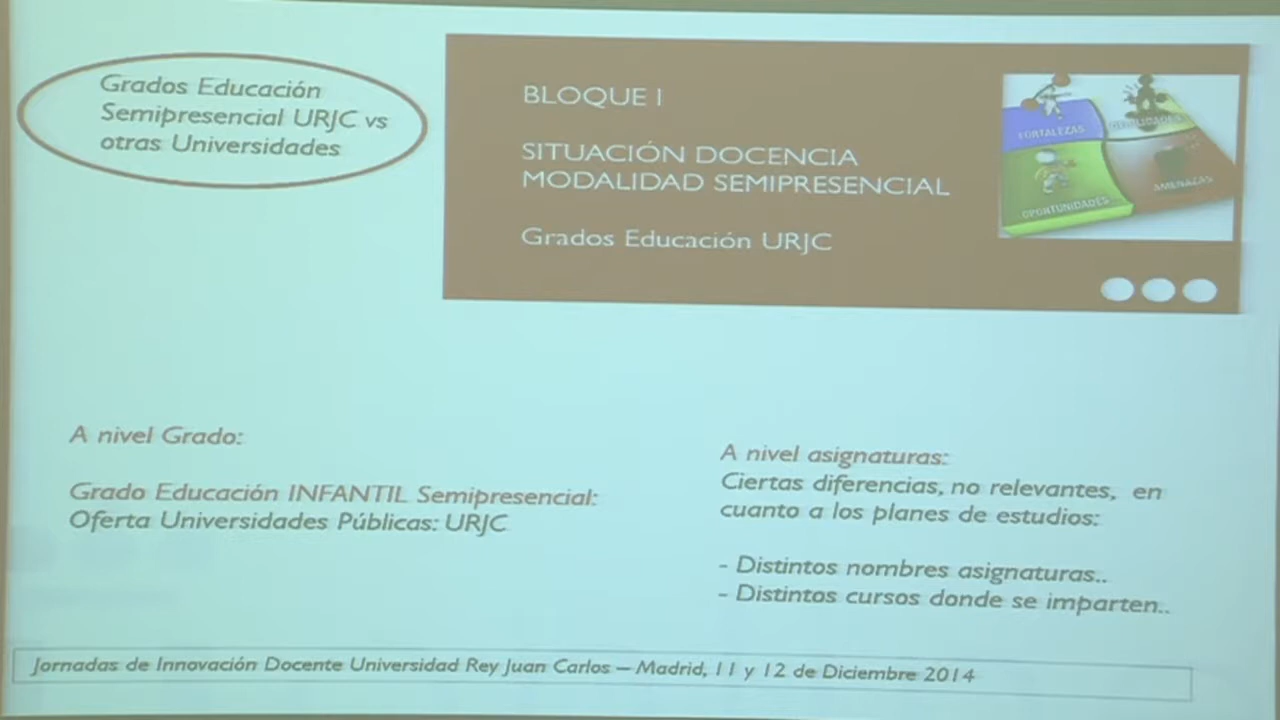 Grados Educación
Semipresencial URJC vs
otras Universidades
BLOQUE I
SITUACIÓN DOCENCIA
MODALIDAD SEMIPRESENCIAL
Grados Educación URJC
FORTALEZAS
DEBILIDADES
OPORTUNIDADES
AMENAZAS
A nivel Grado:
Grado Educación INFANTIL Semipresencial:
Oferta Universidades Públicas: URJC
A nivel asignaturas:
Ciertas diferencias, no relevantes, en
cuanto a los planes de estudios:
- Distintos nombres asignaturas..
- Distintos cursos donde se imparten..
Jornadas de Innovación Docente Universidad Rey Juan Carlos – Madrid, 11 y 12 de Diciembre 2014